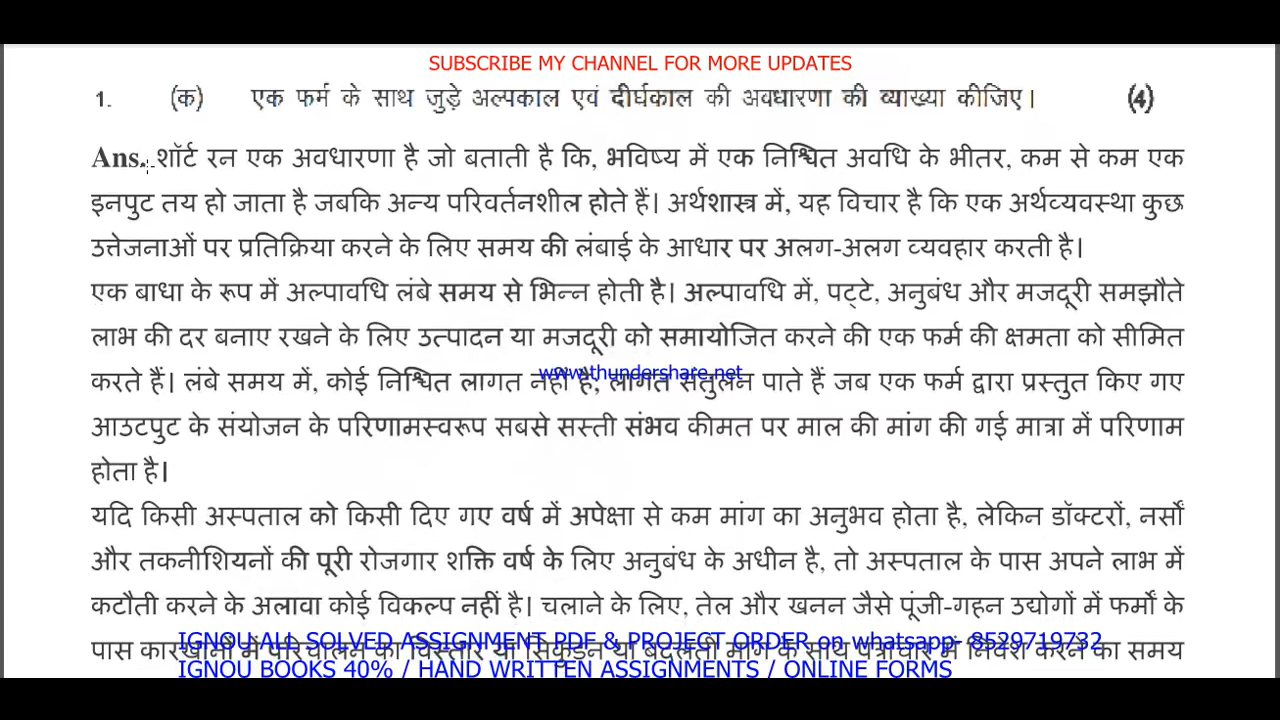 SUBSCRIBE MY CHANNEL FOR MORE UPDATES
1. (क) एक फर्म के साथ जुड़े अल्पकाल एवं दीर्घकाल की अवधारणा की व्याख्या कीजिए। (4)
Ans. शॉर्ट रन एक अवधारणा है जो बताती है कि, भविष्य में एक निश्चित अवधि के भीतर, कम से कम एक
इनपुट तय हो जाता है जबकि अन्य परिवर्तनशील होते हैं। अर्थशास्त्र में, यह विचार है कि एक अर्थव्यवस्था कुछ
उत्तेजनाओं पर प्रतिक्रिया करने के लिए समय की लंबाई के आधार पर अलग-अलग व्यवहार करती है।
एक बाधा के रूप में अल्पावधि लंबे समय से भिन्न होती है। अल्पावधि में, पट्टे, अनुबंध और मजदूरी समझौते
लाभ की दर बनाए रखने के लिए उत्पादन या मजदूरी को समायोजित करने की एक फर्म की क्षमता को सीमित
करते हैं। लंबे समय में, कोई निश्चित लागत नहीं है, लागत संतुलन पाते हैं जब एक फर्म द्वारा प्रस्तुत किए गए
www.thundershare.net
आउटपुट के संयोजन के परिणामस्वरूप सबसे सस्ती संभव कीमत पर माल की मांग की गई मात्रा में परिणाम
होता है।
यदि किसी अस्पताल को किसी दिए गए वर्ष में अपेक्षा से कम मांग का अनुभव होता है, लेकिन डॉक्टरों, नर्सों
और तकनीशियनों की पूरी रोजगार शक्ति वर्ष के लिए अनुबंध के अधीन है, तो अस्पताल के पास अपने लाभ में
कटौती करने के अलावा कोई विकल्प नहीं है। चलाने के लिए, तेल और खनन जैसे पूंजी-गहन उद्योगों में फर्मों के
पास कारखानों में परिचालन का विस्तार या सिकुड़न या बदलती मांग के साथ में निवेश करने का समय
IGNOU ALL SOLVED ASSIGNMENT PDF & PROJECT ORDER on whatsapp- 8529719732
IGNOU BOOKS 40% / HAND WRITTEN ASSIGNMENTS / ONLINE FORMS